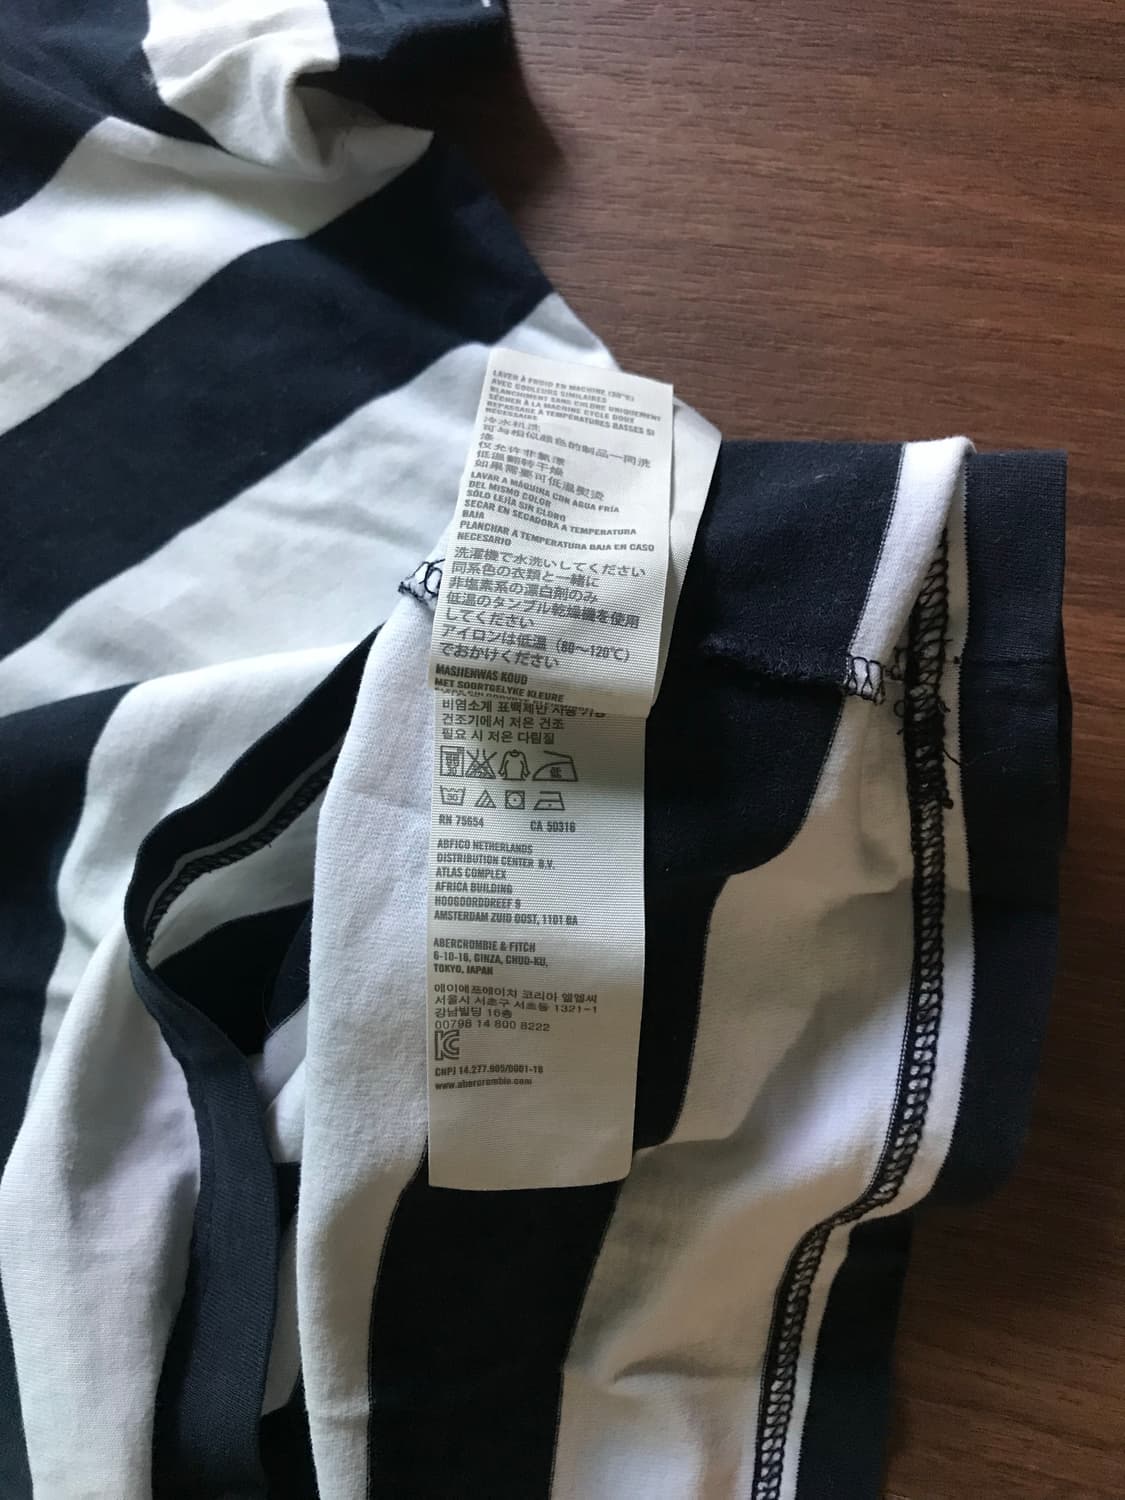 LAVER À FROID EN MACHINE (30°C)
AVEC COULEURS SIMILAIRES
BLANCHIMENT SANS CHLORE UNIQUEMENT
SÉCHER À LA MACHINE CYCLE DOUX
REPASSAGE À TEMPÉRATURES BASSES SI
NÉCESSAIRE
冷水机洗
可与相似颜色的制品一同洗
涤
仅允许非氯漂
低温翻转干燥
如果需要可低温熨烫
LAVAR A MÁQUINA CON AGUA FRÍA
DEL MISMO COLOR
SÓLO LEJÍA SIN CLORO
SECAR EN SECADORA A TEMPERATURA
BAJA
PLANCHAR A TEMPERATURA BAJA EN CASO
NECESARIO
洗濯機で水洗いしてください
同系色の衣類と一緒に
非塩素系の漂白剤のみ
低温のタンブル乾燥機を使用
してください
アイロンは低温（80～120℃）
でおかけください
MASJIENWAS KOUD
MET SOORTGELYKE KLEURE
비염소계 표백제만 사용 가능
건조기에서 저온 건조
필요 시 저온 다림질
30
低
30
RN 75654 CA 50316
ABFICO NETHERLANDS
DISTRIBUTION CENTER B.V.
ATLAS COMPLEX
AFRICA BUILDING
HOOGOORDDREEF 9
AMSTERDAM ZUID OOST, 1101 BA
ABERCROMBIE & FITCH
6-10-16, GINZA, CHUO-KU,
TOKYO, JAPAN
에이에프에이치 코리아 엘엘씨
서울시 서초구 서초동 1321-1
강남빌딩 16층
00798 14 800 8222
CNPJ 14.277.905/0001-16
www.abercrombie.com